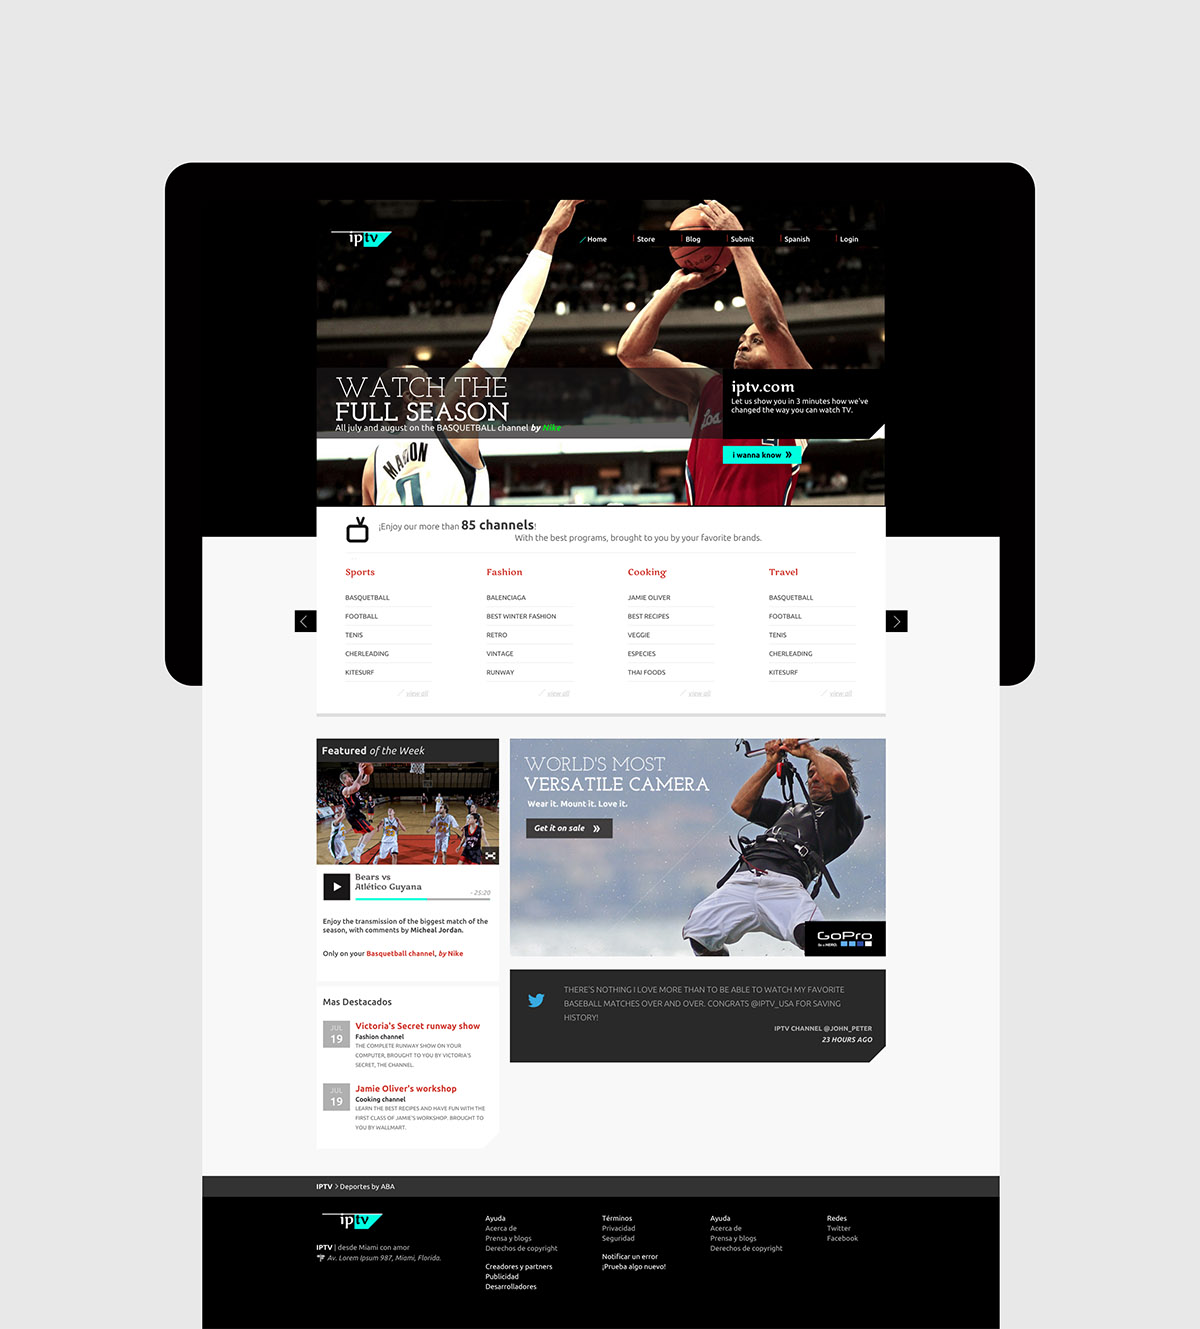 iptv
Home
Store
Blog
Submit
Spanish
Login
WATCH THE
FULL SEASON
All july and august on the BASQUETBALL channel by Nike
iptv.com
Let us show you in 3 minutes how we've
changed the way you can watch TV.
i wanna know »
MASON
¡Enjoy our more than 85 channels!
With the best programs, brought to you by your favorite brands.
Sports
BASQUETBALL
FOOTBALL
TENIS
CHERLEADING
KITESURF
view all
Fashion
BALENCIAGA
BEST WINTER FASHION
RETRO
VINTAGE
RUNWAY
view all
Cooking
JAMIE OLIVER
BEST RECIPES
VEGGIE
ESPECIES
THAI FOODS
view all
Travel
BASQUETBALL
FOOTBALL
TENIS
CHERLEADING
KITESURF
view all
Featured of the Week
Bears vs
Atlético Guyana
- 25:20
Enjoy the transmission of the biggest match of the
season, with comments by Micheal Jordan.
Only on your Basquetball channel, by Nike
WORLD'S MOST
VERSATILE CAMERA
Wear it. Mount it. Love it.
Get it on sale »
GoPro
Be a HERO.
THERE'S NOTHING I LOVE MORE THAN TO BE ABLE TO WATCH MY FAVORITE
BASEBALL MATCHES OVER AND OVER. CONGRATS @IPTV_USA FOR SAVING
HISTORY!
IPTV CHANNEL @JOHN_PETER
23 HOURS AGO
Mas Destacados
JUL
19
Victoria's Secret runway show
Fashion channel
THE COMPLETE RUNWAY SHOW ON YOUR
COMPUTER, BROUGHT TO YOU BY VICTORIA'S
SECRET, THE CHANNEL.
JUL
19
Jamie Oliver's workshop
Cooking channel
LEARN THE BEST RECIPES AND HAVE FUN WITH THE
FIRST CLASS OF JAMIE'S WORKSHOP. BROUGHT TO
YOU BY WALLMART.
IPTV > Deportes by ABA
iptv
IPTV | desde Miami con amor
Av. Lorem Ipsum 987, Miami, Florida.
Ayuda
Acerca de
Prensa y blogs
Derechos de copyright
Creadores y partners
Publicidad
Desarrolladores
Términos
Privacidad
Seguridad
Notificar un error
¡Prueba algo nuevo!
Ayuda
Acerca de
Prensa y blogs
Derechos de copyright
Redes
Twitter
Facebook